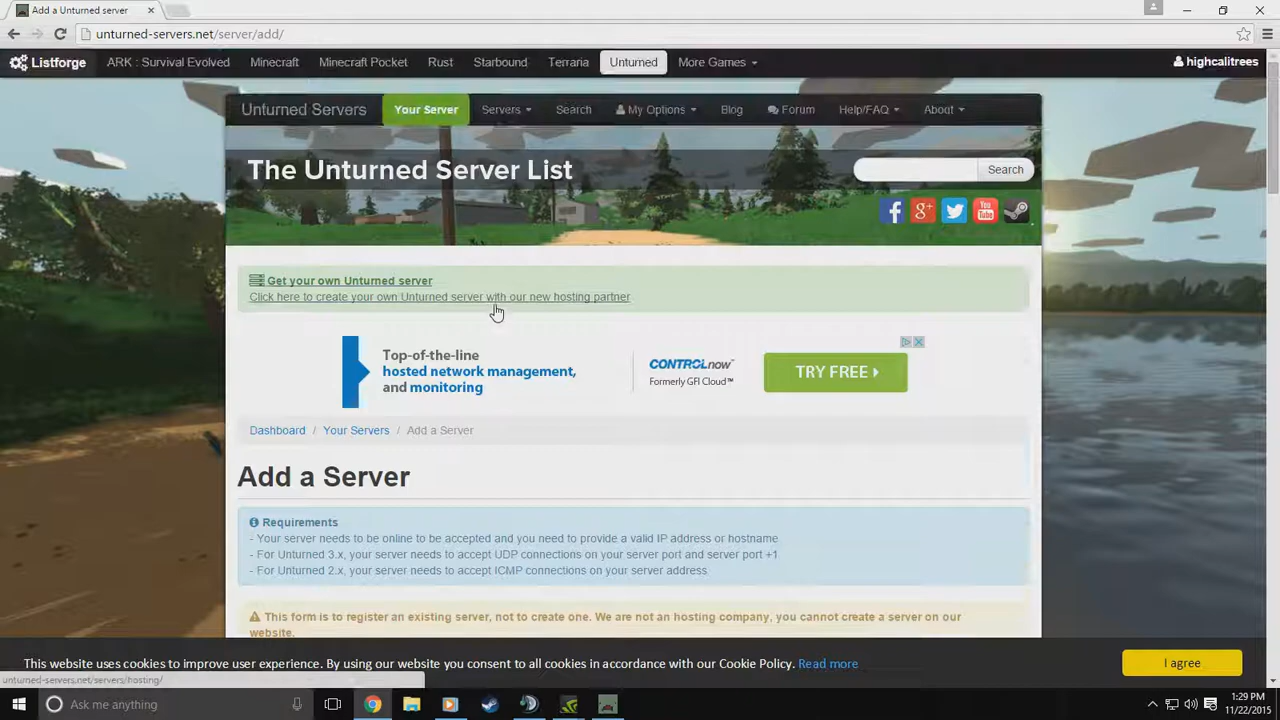 Add a Unturned server
unturned-servers.net/server/add/
Listforge ARK : Survival Evolved Minecraft Minecraft Pocket Rust Starbound Terraria Unturned More Games highcalitrees
Unturned Servers Your Server Servers My Options Search Blog Forum Help/FAQ About
The Unturned Server List
Search
Get your own Unturned server
Click here to create your own Unturned server with our new hosting partner
Top-of-the-line
hosted network management,
and monitoring
CONTROLnow™
Formerly GFI Cloud™
TRY FREE
Dashboard / Your Servers / Add a Server
Add a Server
Requirements
- Your server needs to be online to be accepted and you need to provide a valid IP address or hostname
- For Unturned 3.x, your server needs to accept UDP connections on your server port and server port +1
- For Unturned 2.x, your server needs to accept ICMP connections on your server address
This form is to register an existing server, not to create one. We are not an hosting company, you cannot create a server on our
website.
This website uses cookies to improve user experience. By using our website you consent to all cookies in accordance with our Cookie Policy. Read more
I agree
unturned-servers.net/servers/hosting/
Ask me anything
1:29 PM
11/22/2015